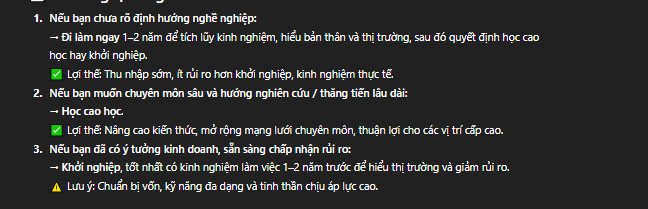 1. Nếu bạn chưa rõ định hướng nghề nghiệp:
→ Đi làm ngay 1–2 năm để tích lũy kinh nghiệm, hiểu bản thân và thị trường, sau đó quyết định học cao
học hay khởi nghiệp.
✅ Lợi thế: Thu nhập sớm, ít rủi ro hơn khởi nghiệp, kinh nghiệm thực tế.
2. Nếu bạn muốn chuyên môn sâu và hướng nghiên cứu / thăng tiến lâu dài:
→ Học cao học.
✅ Lợi thế: Nâng cao kiến thức, mở rộng mạng lưới chuyên môn, thuận lợi cho các vị trí cấp cao.
3. Nếu bạn đã có ý tưởng kinh doanh, sẵn sàng chấp nhận rủi ro:
→ Khởi nghiệp, tốt nhất có kinh nghiệm làm việc 1–2 năm trước để hiểu thị trường và giảm rủi ro.
⚠️ Lưu ý: Chuẩn bị vốn, kỹ năng đa dạng và tinh thần chịu áp lực cao.